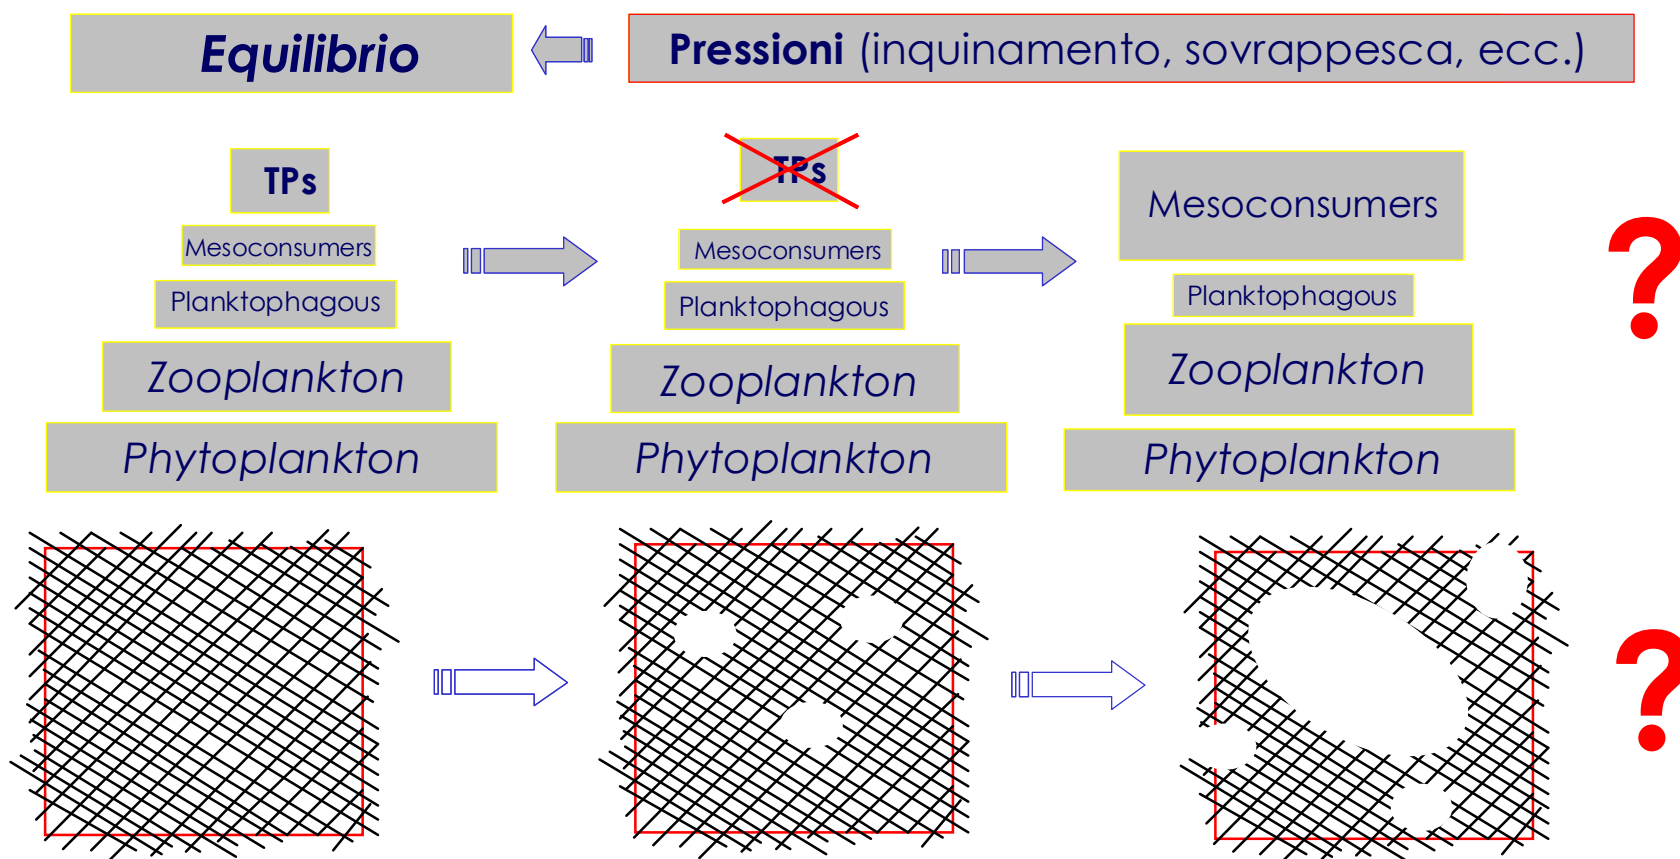 Equilibrio
Pressioni (inquinamento, sovrappesca, ecc.)
TPs
Mesoconsumers
Planktophagous
Zooplankton
Phytoplankton
TPs
Mesoconsumers
Planktophagous
Zooplankton
Phytoplankton
Mesoconsumers
Planktophagous
Zooplankton
Phytoplankton
?
?